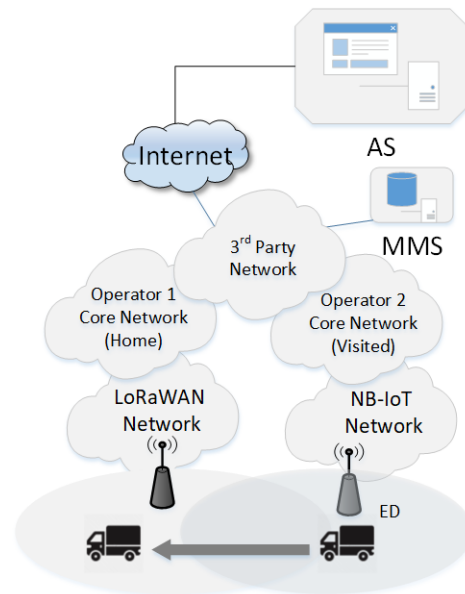 AS
Internet
MMS
3rd Party
Network
Operator 1
Core Network
(Home)
Operator 2
Core Network
(Visited)
LoRaWAN
Network
NB-IoT
Network
ED